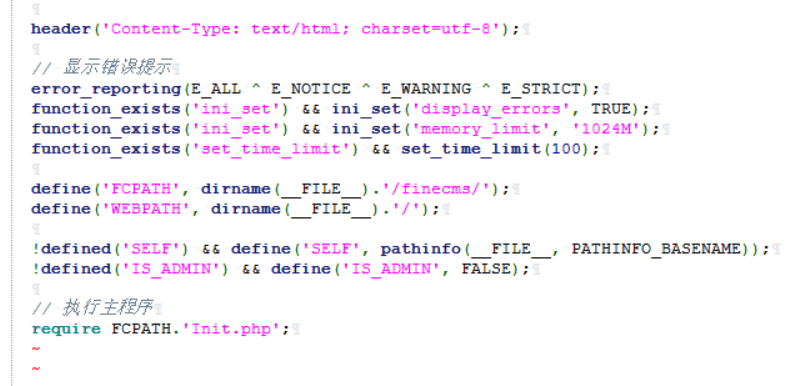 header('Content-Type: text/html; charset=utf-8');
// 显示错误提示
error_reporting(E_ALL ^ E_NOTICE ^ E_WARNING ^ E_STRICT);
function_exists('ini_set') && ini_set('display_errors', TRUE);
function_exists('ini_set') && ini_set('memory_limit', '1024M');
function_exists('set_time_limit') && set_time_limit(100);
define('FCPATH', dirname(__FILE__).'/finecms/');
define('WEBPATH', dirname(__FILE__).'/');
!defined('SELF') && define('SELF', pathinfo(__FILE__, PATHINFO_BASENAME));
!defined('IS_ADMIN') && define('IS_ADMIN', FALSE);
// 执行主程序
require FCPATH.'Init.php';
~
~